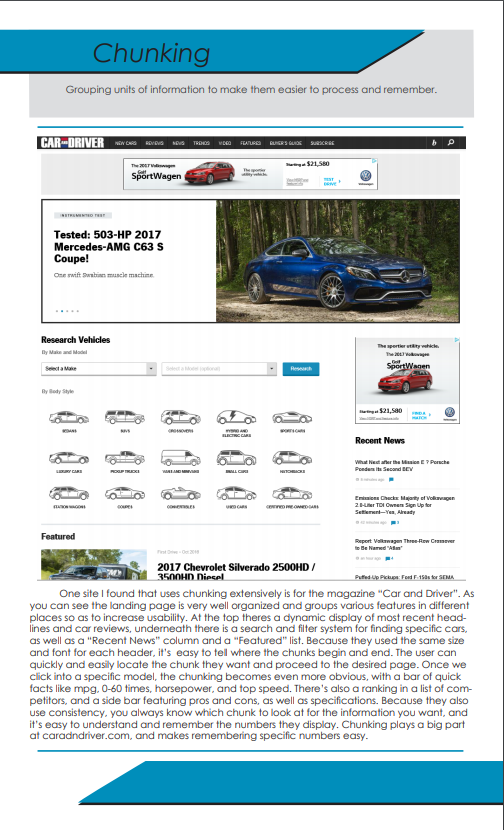 Chunking
Grouping units of information to make them easier to process and remember.
CAR AND DRIVER NEW CARS REVIEWS NEWS TRENDS VIDEO FEATURES BUYER'S GUIDE SUBSCRIBE
The 2017 Volkswagen
Golf
SportWagen
The sportier
utility vehicle.
Starting at $21,580
TEST
DRIVE
Volkswagen
INSTRUMENTED TEST
Tested: 503-HP 2017
Mercedes-AMG C63 S
Coupe!
One swift Swabian muscle machine.
Research Vehicles
By Make and Model
Select a Make
Select a Model (optional)
Research
By Body Style
SEDANS SUVS CROSSOVERS HYBRID AND
ELECTRIC CARS SPORTS CARS
LUXURY CARS PICKUP TRUCKS VANS AND MINIVANS SMALL CARS HATCHBACKS
STATION WAGONS COUPES CONVERTIBLES USED CARS CERTIFIED PRE-OWNED CARS
The sportier utility vehicle.
The 2017 Volkswagen
Golf
SportWagen
Starting at $21,580
FIND A
MATCH
Recent News
What Next after the Mission E ? Porsche
Ponders Its Second BEV
Emissions Checks: Majority of Volkswagen
2.0-Liter TDI Owners Sign Up for
Settlement—Yes, Already
Report: Volkswagen Three-Row Crossover
to Be Named "Atlas"
Puffed-Up Pickups: Ford F-150s for SEMA
Featured
First Drive - Oct 2016
2017 Chevrolet Silverado 2500HD /
3500HD Diesel
One site I found that uses chunking extensively is for the magazine "Car and Driver". As
you can see the landing page is very well organized and groups various features in different
places so as to increase usability. At the top theres a dynamic display of most recent head-
lines and car reviews, underneath there is a search and filter system for finding specific cars,
as well as a "Recent News" column and a "Featured" list. Because they used the same size
and font for each header, it's easy to tell where the chunks begin and end. The user can
quickly and easily locate the chunk they want and proceed to the desired page. Once we
click into a specific model, the chunking becomes even more obvious, with a bar of quick
facts like mpg, 0-60 times, horsepower, and top speed. There's also a ranking in a list of com-
petitors, and a side bar featuring pros and cons, as well as specifications. Because they also
use consistency, you always know which chunk to look at for the information you want, and
it's easy to understand and remember the numbers they display. Chunking plays a big part
at caradndriver.com, and makes remembering specific numbers easy.